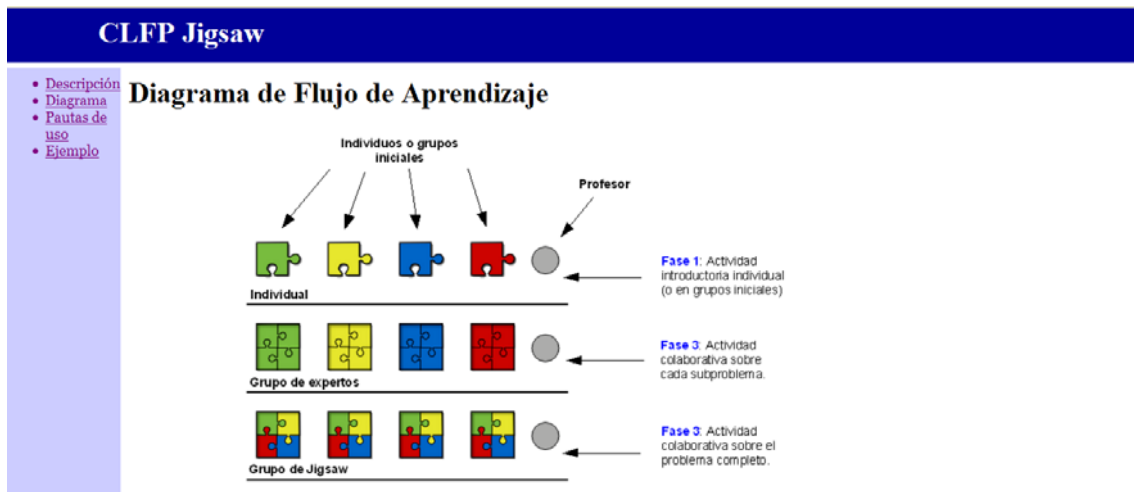 CLFP Jigsaw
Descripción
Diagrama
Pautas de
uso
Ejemplo
Diagrama de Flujo de Aprendizaje
Individuos o grupos
iniciales
Profesor
Fase 1: Actividad
introductoria individual
(o en grupos iniciales)
Individual
Fase 3: Actividad
colaborativa sobre
cada subproblema.
Grupo de expertos
Fase 3: Actividad
colaborativa sobre el
problema completo.
Grupo de Jigsaw